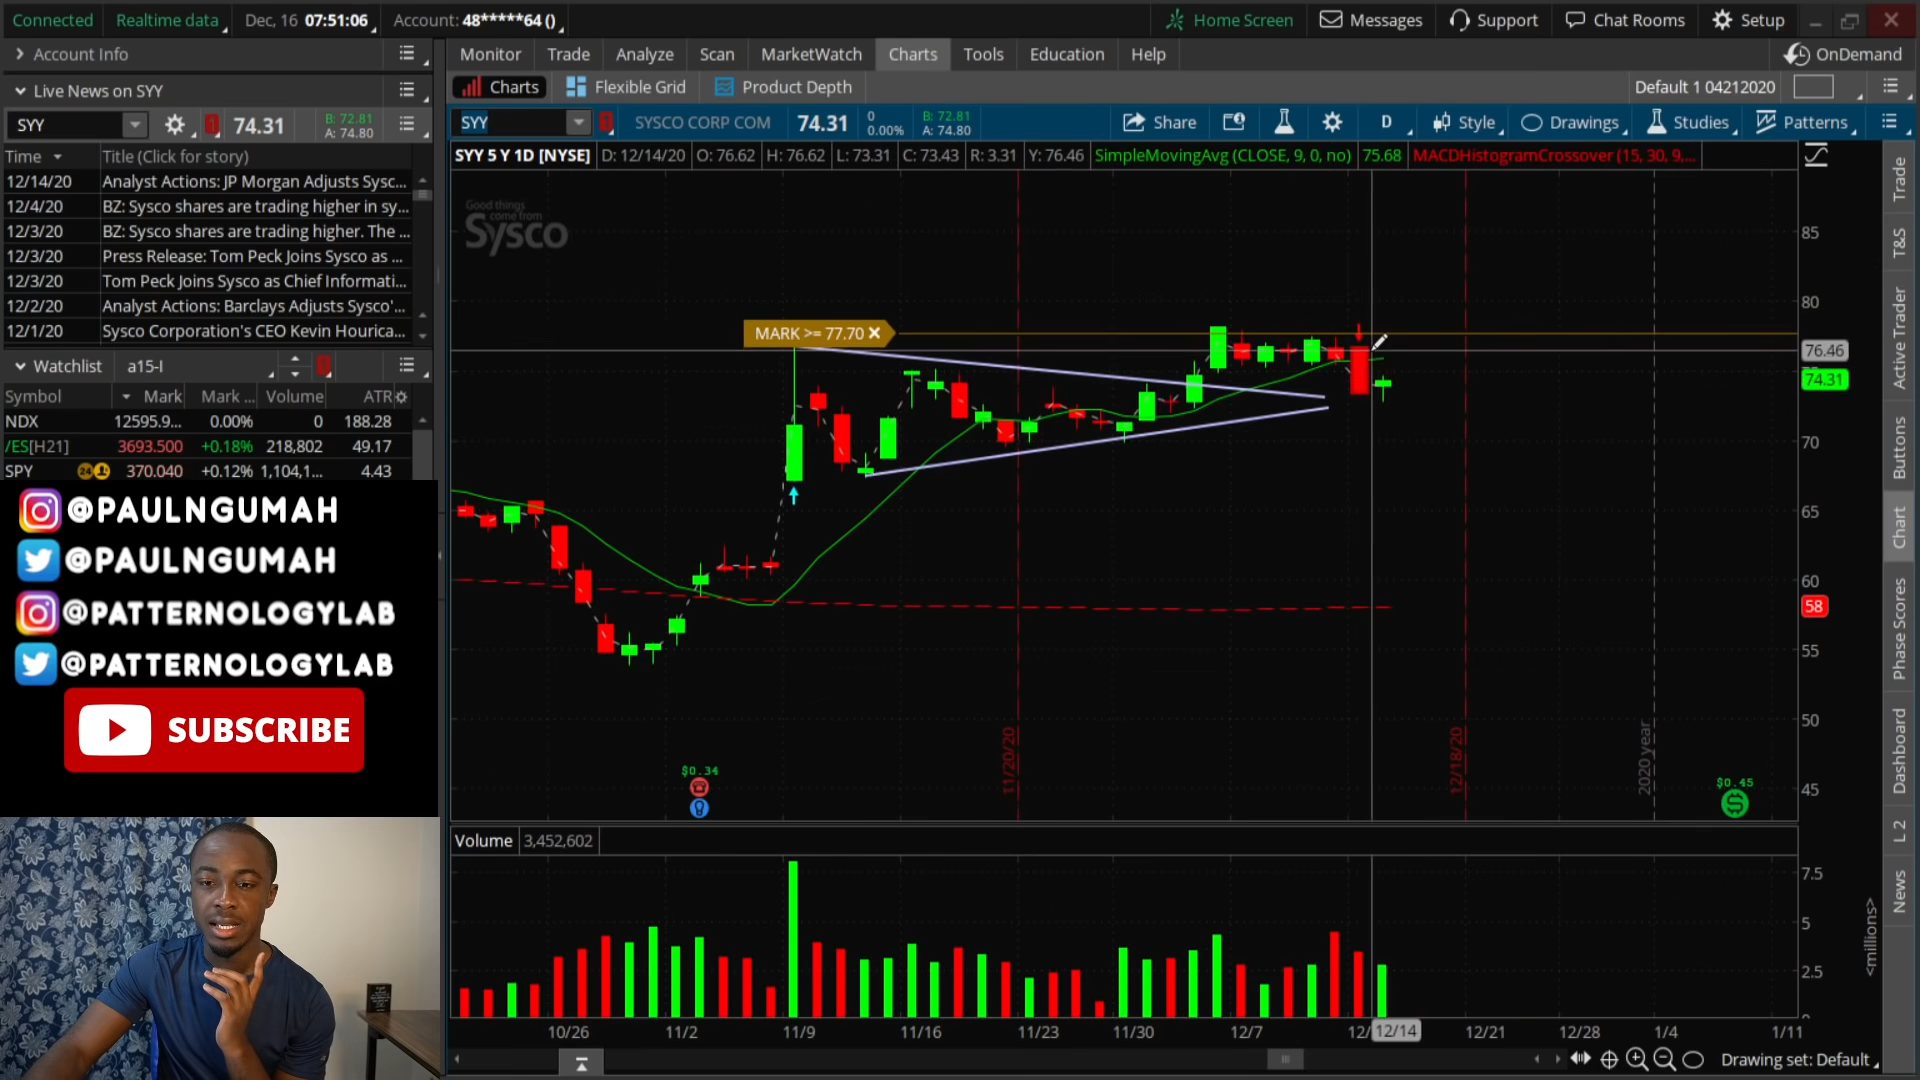 Connected Realtime data Dec, 16 07:51:06 Account: 48*****64 () Home Screen Messages Support Chat Rooms Setup
Account Info
Monitor Trade Analyze Scan MarketWatch Charts Tools Education Help OnDemand
Live News on SYY
Charts Flexible Grid Product Depth Default 1 04212020
SYY 74.31 B: 72.81 A: 74.80
SYY SYSCO CORP COM 74.31 0 0.00% B: 72.81 A: 74.80 Share D Style Drawings Studies Patterns
Time Title (Click for story)
SYY 5 Y 1D [NYSE] D: 12/14/20 O: 76.62 H: 76.62 L: 73.31 C: 73.43 R: 3.31 Y: 76.46 SimpleMovingAvg (CLOSE, 9, 0, no) 75.68 MACDHistogramCrossover (15, 30, 9,...
12/14/20 Analyst Actions: JP Morgan Adjusts Sysc...
12/4/20 BZ: Sysco shares are trading higher in sy...
12/3/20 BZ: Sysco shares are trading higher. The ...
12/3/20 Press Release: Tom Peck Joins Sysco as ...
12/3/20 Tom Peck Joins Sysco as Chief Informati...
12/2/20 Analyst Actions: Barclays Adjusts Sysco'...
12/1/20 Sysco Corporation's CEO Kevin Hourica...
Watchlist a15-I
Symbol Mark Mark ... Volume ATR
NDX 12595.9... 0.00% 0 188.28
/ES[H21] 3693.500 +0.18% 218,802 49.17
SPY 24 370.040 +0.12% 1,104,1... 4.43
@PAULNGUMAH
@PAULNGUMAH
@PATTERNOLOGYLAB
@PATTERNOLOGYLAB
SUBSCRIBE
Good things
come from
Sysco
MARK >= 77.70
85
80
76.46
74.31
70
65
60
58
55
50
45
11/20/20
12/18/20
2020 year
$0.34
$0.45
Volume 3,452,602
7.5
5
2.5
<millions>
10/26 11/2 11/9 11/16 11/23 11/30 12/7 12/14 12/21 12/28 1/4 1/11
Drawing set: Default
Trade
T&S
Active Trader
Buttons
Chart
Phase Scores
Dashboard
L 2
News